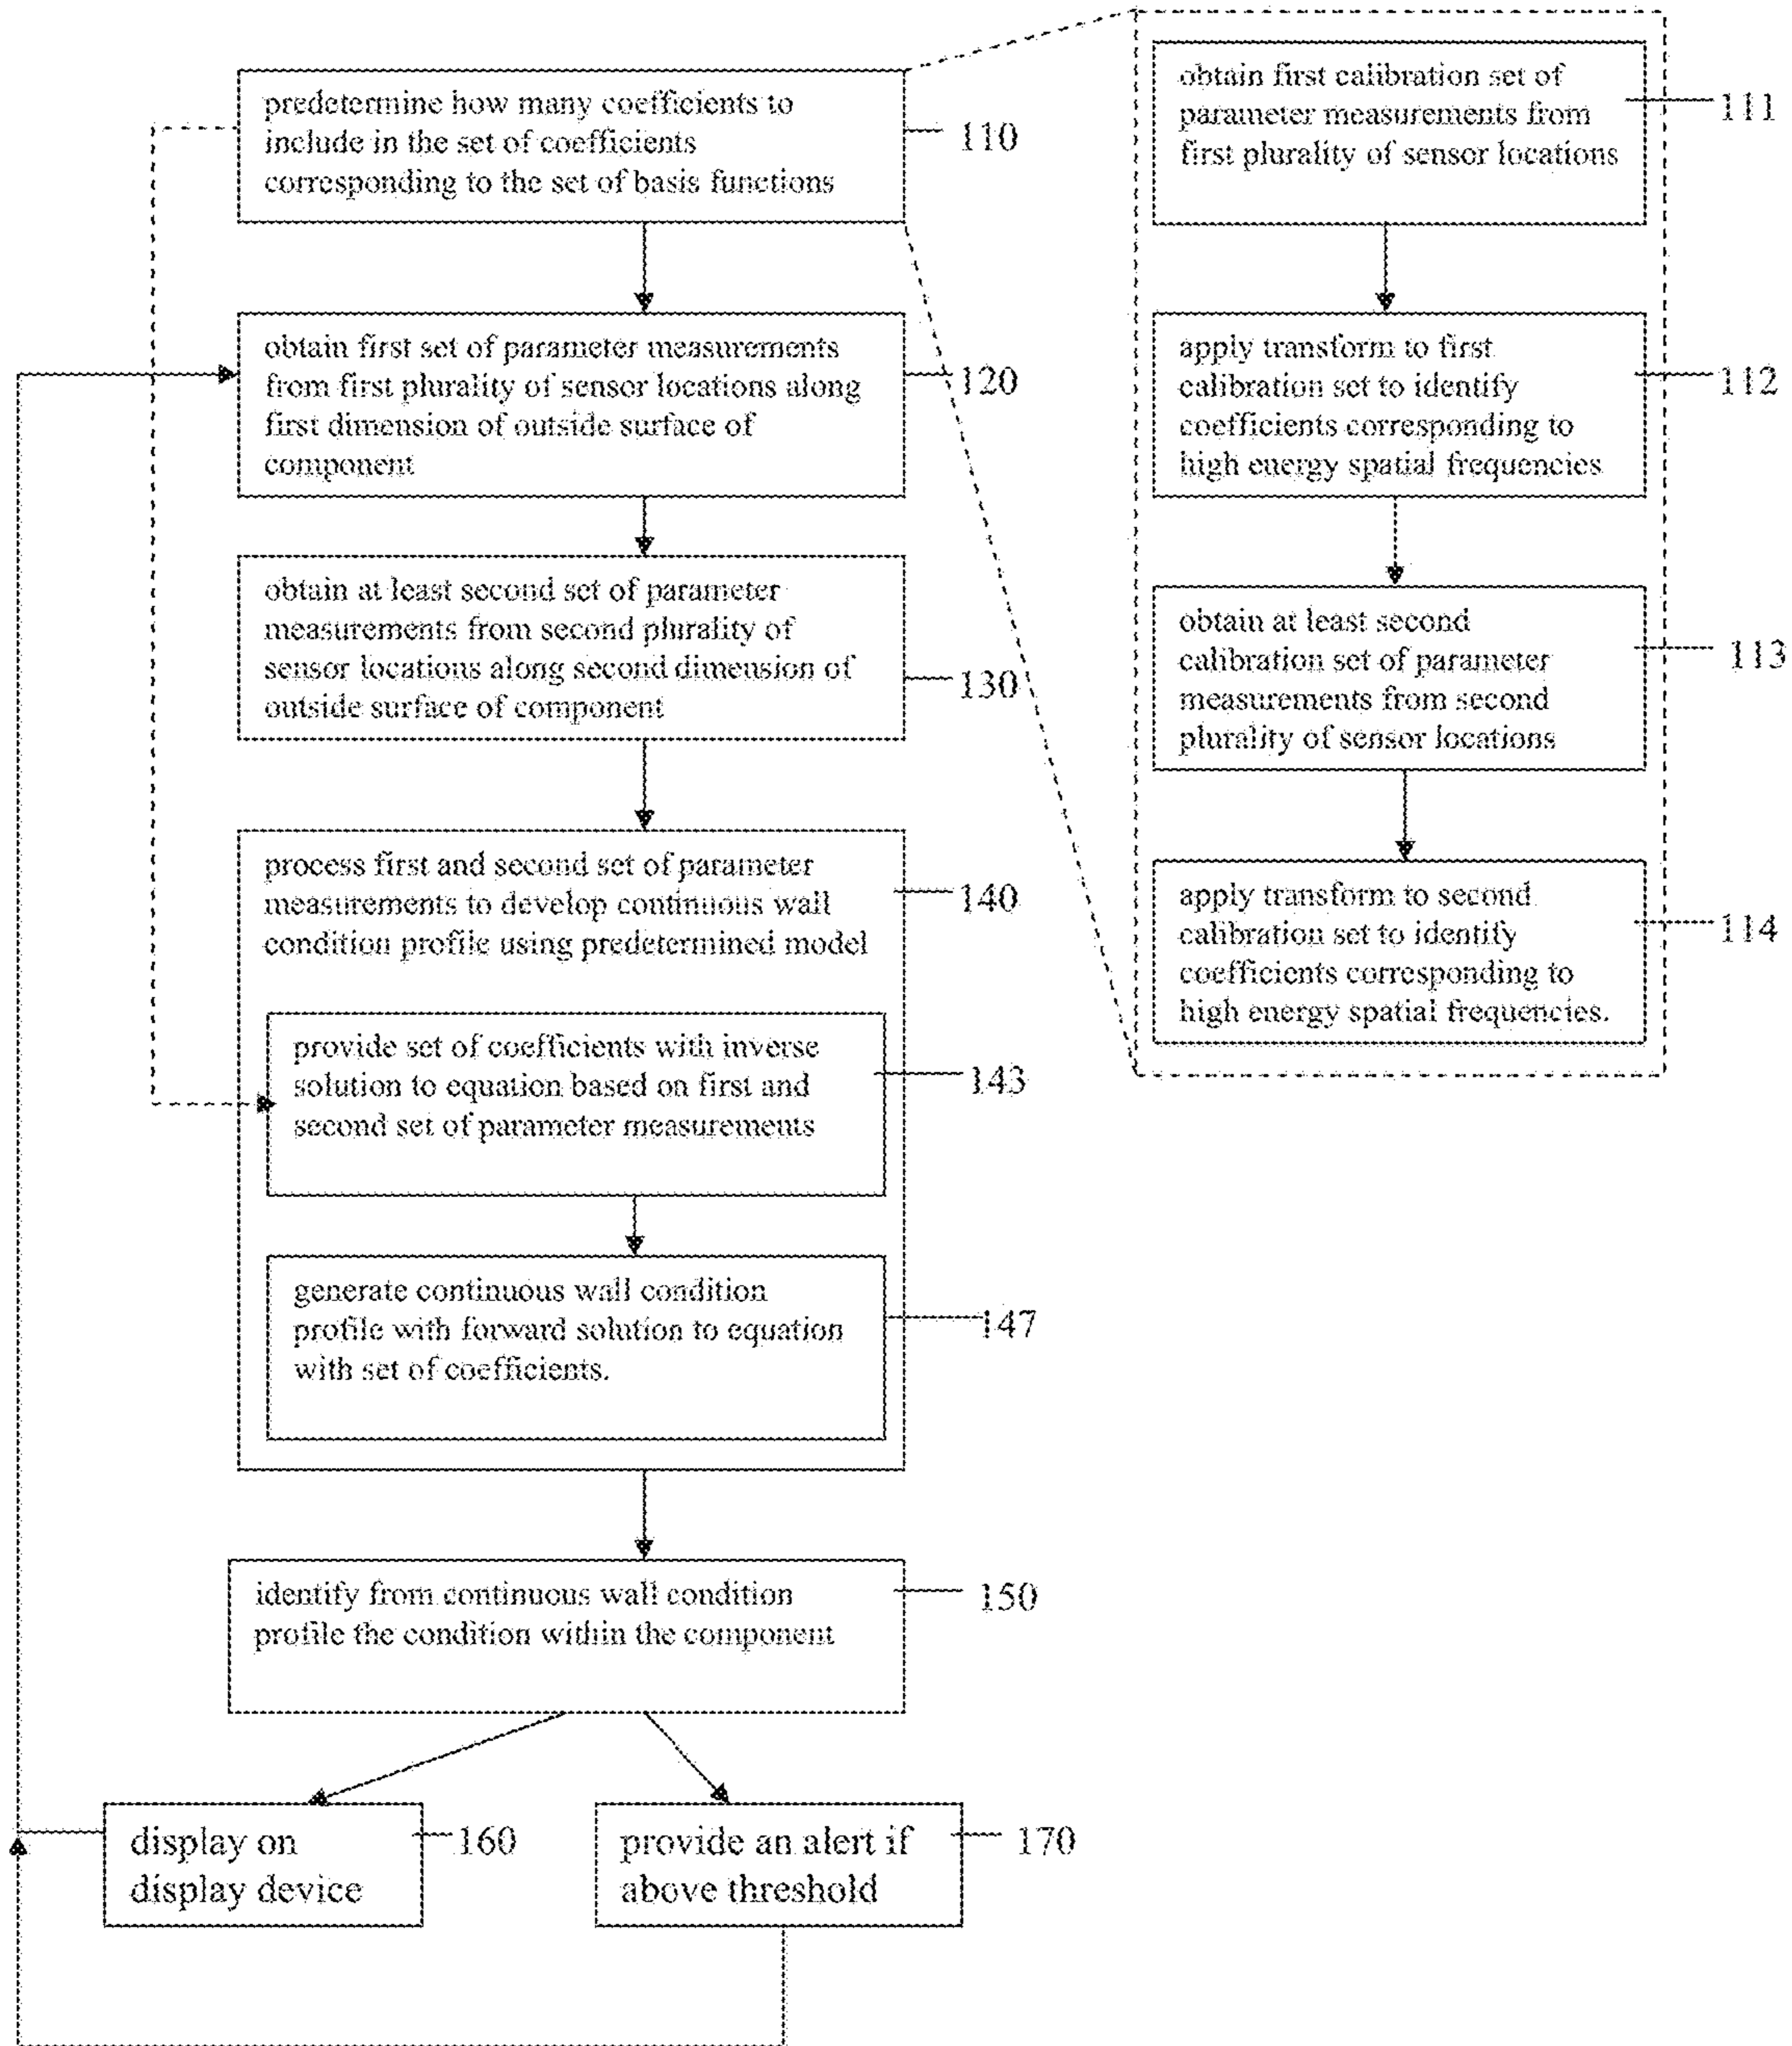 predetermine how many coefficients to
include in the set of coefficients
corresponding to the set of basis functions
110
obtain first set of parameter measurements
from first plurality of sensor locations along
first dimension of outside surface of
component
120
obtain at least second set of parameter
measurements from second plurality of
sensor locations along second dimension of
outside surface of component
130
process first and second set of parameter
measurements to develop continuous wall
condition profile using predetermined model
140
provide set of coefficients with inverse
solution to equation based on first and
second set of parameter measurements
143
generate continuous wall condition
profile with forward solution to equation
with set of coefficients.
147
identify from continuous wall condition
profile the condition within the component
150
display on
display device
160
provide an alert if
above threshold
170
obtain first calibration set of
parameter measurements from
first plurality of sensor locations
111
apply transform to first
calibration set to identify
coefficients corresponding to
high energy spatial frequencies
112
obtain at least second
calibration set of parameter
measurements from second
plurality of sensor locations
113
apply transform to second
calibration set to identify
coefficients corresponding to
high energy spatial frequencies.
114